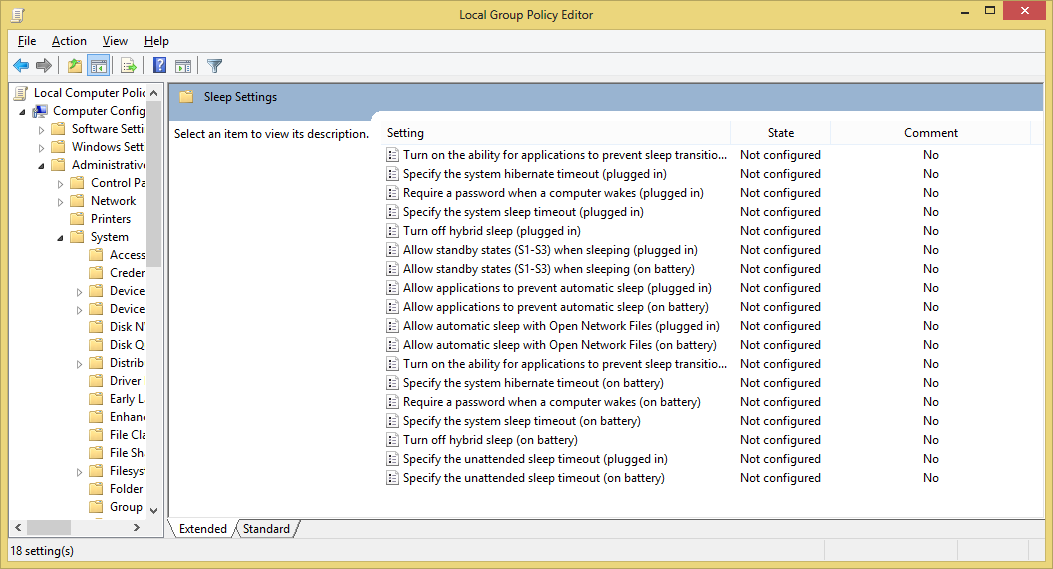 Local Group Policy Editor
File Action View Help
Local Computer Polic
Computer Config
Software Setti
Windows Sett
Administrative
Control Pa
Network
Printers
System
Access
Creden
Device
Device
Disk NV
Disk Q
Distrib
Driver
Early L
Enhan
File Cla
File Sha
Filesyst
Folder
Group
Sleep Settings
Select an item to view its description.
Setting State Comment
Turn on the ability for applications to prevent sleep transitio... Not configured No
Specify the system hibernate timeout (plugged in) Not configured No
Require a password when a computer wakes (plugged in) Not configured No
Specify the system sleep timeout (plugged in) Not configured No
Turn off hybrid sleep (plugged in) Not configured No
Allow standby states (S1-S3) when sleeping (plugged in) Not configured No
Allow standby states (S1-S3) when sleeping (on battery) Not configured No
Allow applications to prevent automatic sleep (plugged in) Not configured No
Allow applications to prevent automatic sleep (on battery) Not configured No
Allow automatic sleep with Open Network Files (plugged in) Not configured No
Allow automatic sleep with Open Network Files (on battery) Not configured No
Turn on the ability for applications to prevent sleep transitio... Not configured No
Specify the system hibernate timeout (on battery) Not configured No
Require a password when a computer wakes (on battery) Not configured No
Specify the system sleep timeout (on battery) Not configured No
Turn off hybrid sleep (on battery) Not configured No
Specify the unattended sleep timeout (plugged in) Not configured No
Specify the unattended sleep timeout (on battery) Not configured No
Extended Standard
18 setting(s)